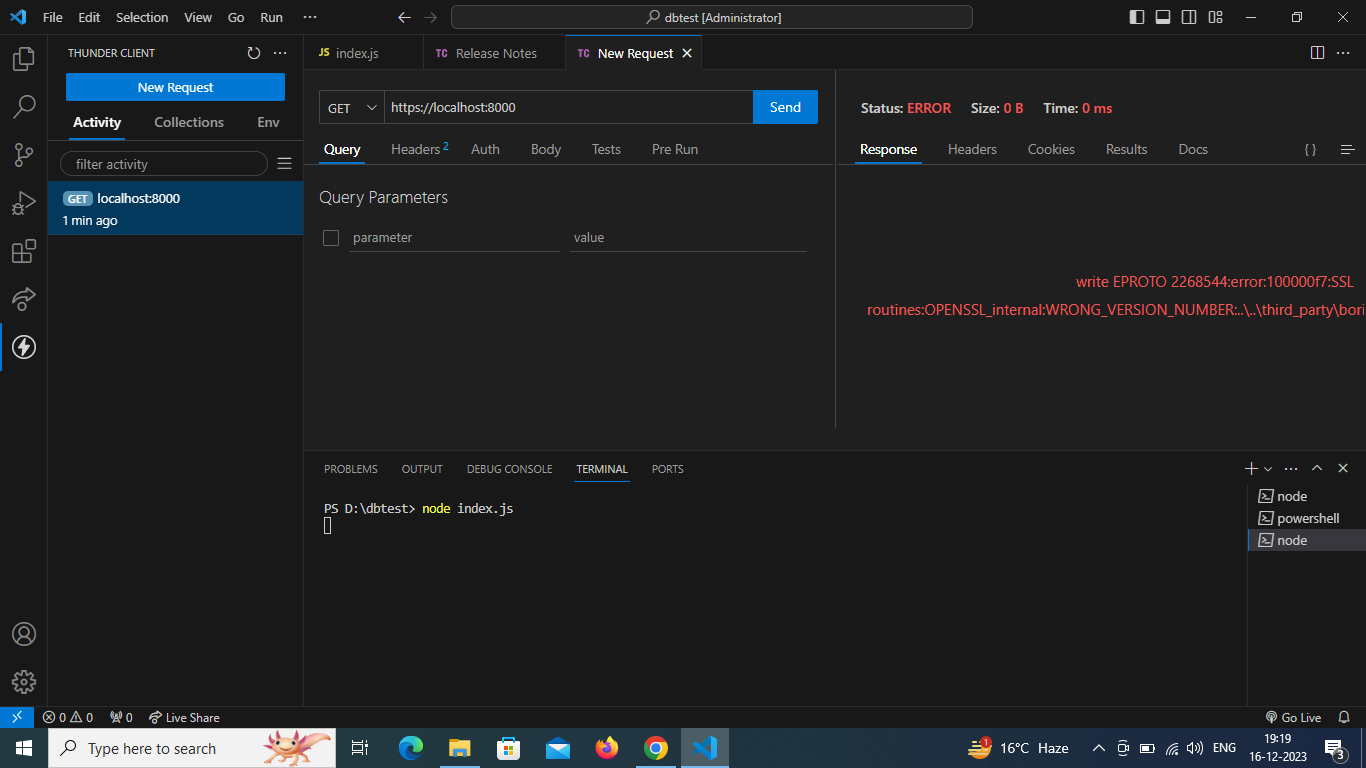 File Edit Selection View Go Run ··· dbtest [Administrator]
THUNDER CLIENT
New Request
Activity Collections Env
filter activity
GET localhost:8000
1 min ago
JS index.js TC Release Notes TC New Request
GET https://localhost:8000 Send
Query Headers 2 Auth Body Tests Pre Run
Query Parameters
parameter value
Status: ERROR Size: 0 B Time: 0 ms
Response Headers Cookies Results Docs { }
write EPROTO 2268544:error:100000f7:SSL
routines:OPENSSL_internal:WRONG_VERSION_NUMBER:..\..\third_party\bori
PROBLEMS OUTPUT DEBUG CONSOLE TERMINAL PORTS
PS D:\dbtest> node index.js
node
powershell
node
0 0 0 Live Share Go Live
Type here to search
1 16°C Haze ENG 19:19
16-12-2023 3